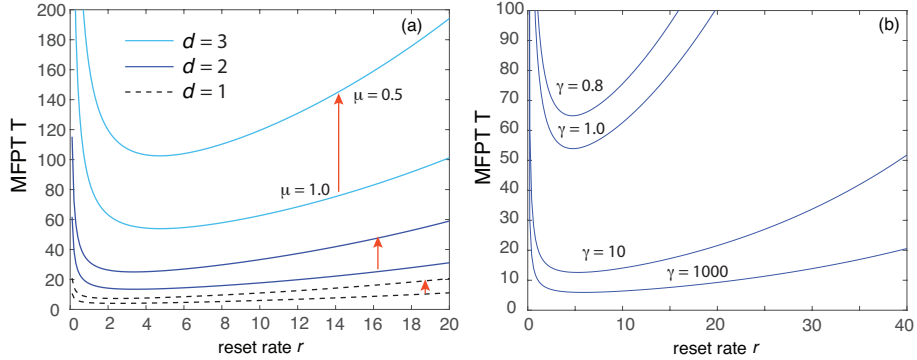 (a)
200
180
160
140
120
100
80
60
40
20
0
MFPT T
d = 3
d = 2
d = 1
μ = 0.5
μ = 1.0
0 2 4 6 8 10 12 14 16 18 20
reset rate r
(b)
100
90
80
70
60
50
40
30
20
10
0
MFPT T
γ = 0.8
γ = 1.0
γ = 10
γ = 1000
0 10 20 30 40
reset rate r